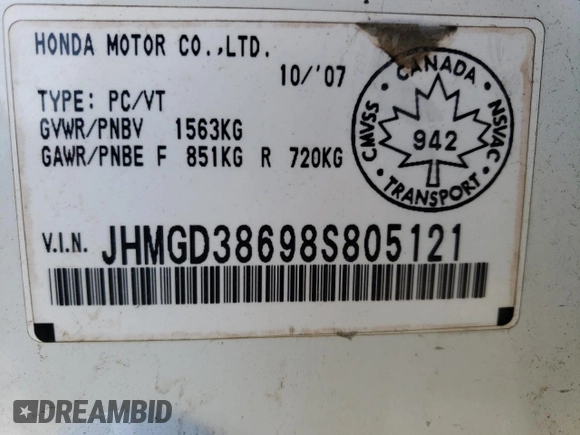 HONDA MOTOR CO.,LTD.
10/'07
TYPE: PC/VT
GVWR/PNBV 1563KG
GAWR/PNBE F 851KG R 720KG
CANADA
CMVSS
942
NSVAC
TRANSPORT
V.I.N. JHMGD38698S805121
DREAMBID